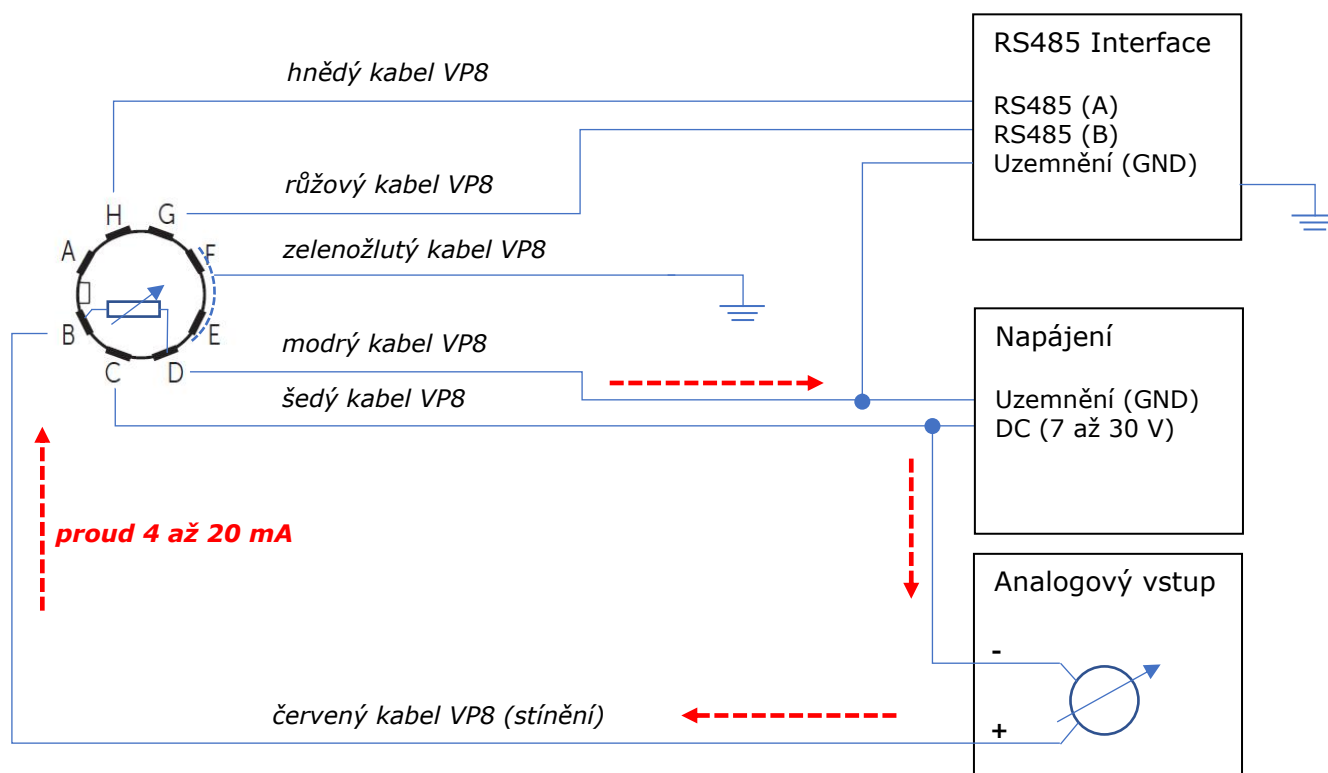 RS485 Interface
hnědý kabel VP8
RS485 (A)
RS485 (B)
Uzemnění (GND)
růžový kabel VP8
H
G
zelenožlutý kabel VP8
A
F
B
E
modrý kabel VP8
Napájení
C
D
šedý kabel VP8
Uzemnění (GND)
DC (7 až 30 V)
proud 4 až 20 mA
Analogový vstup
-
červený kabel VP8 (stínění)
+